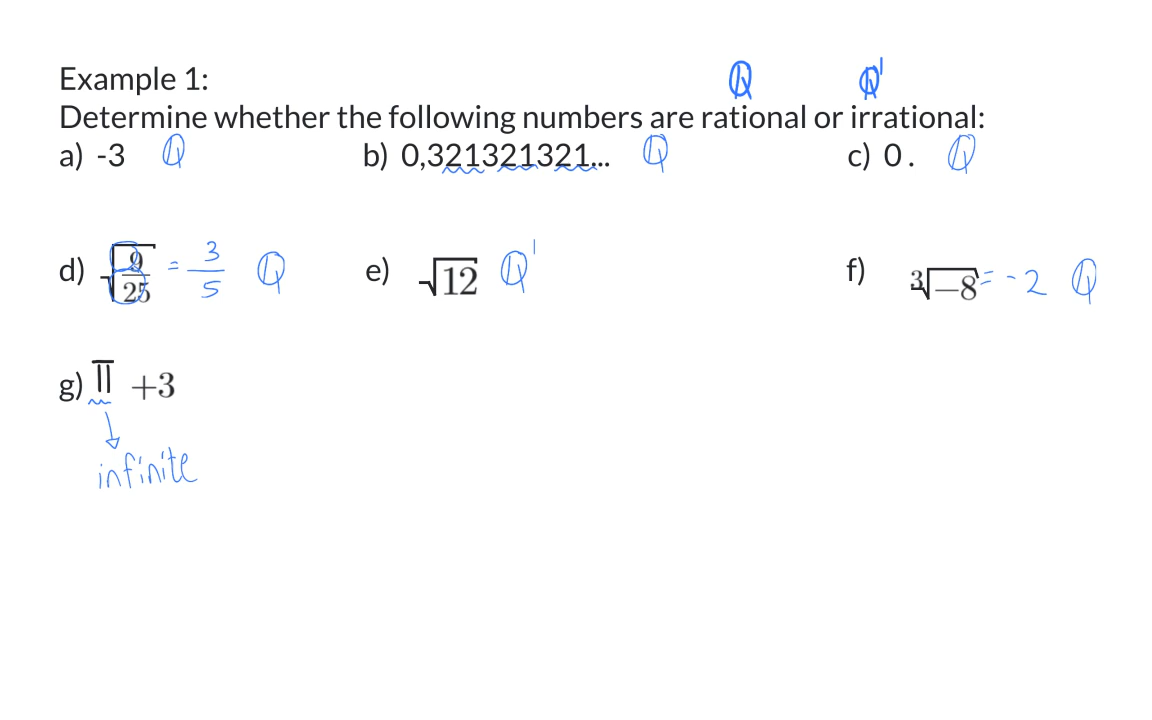 Example 1: ℚ ℚ'
Determine whether the following numbers are rational or irrational:
a) -3 ℚ b) 0,321321321... ℚ c) 0. ℚ
d) √(9/25) = 3/5 ℚ e) √12 ℚ' f) ³√−8 = -2 ℚ
g) π +3
↓
infinite